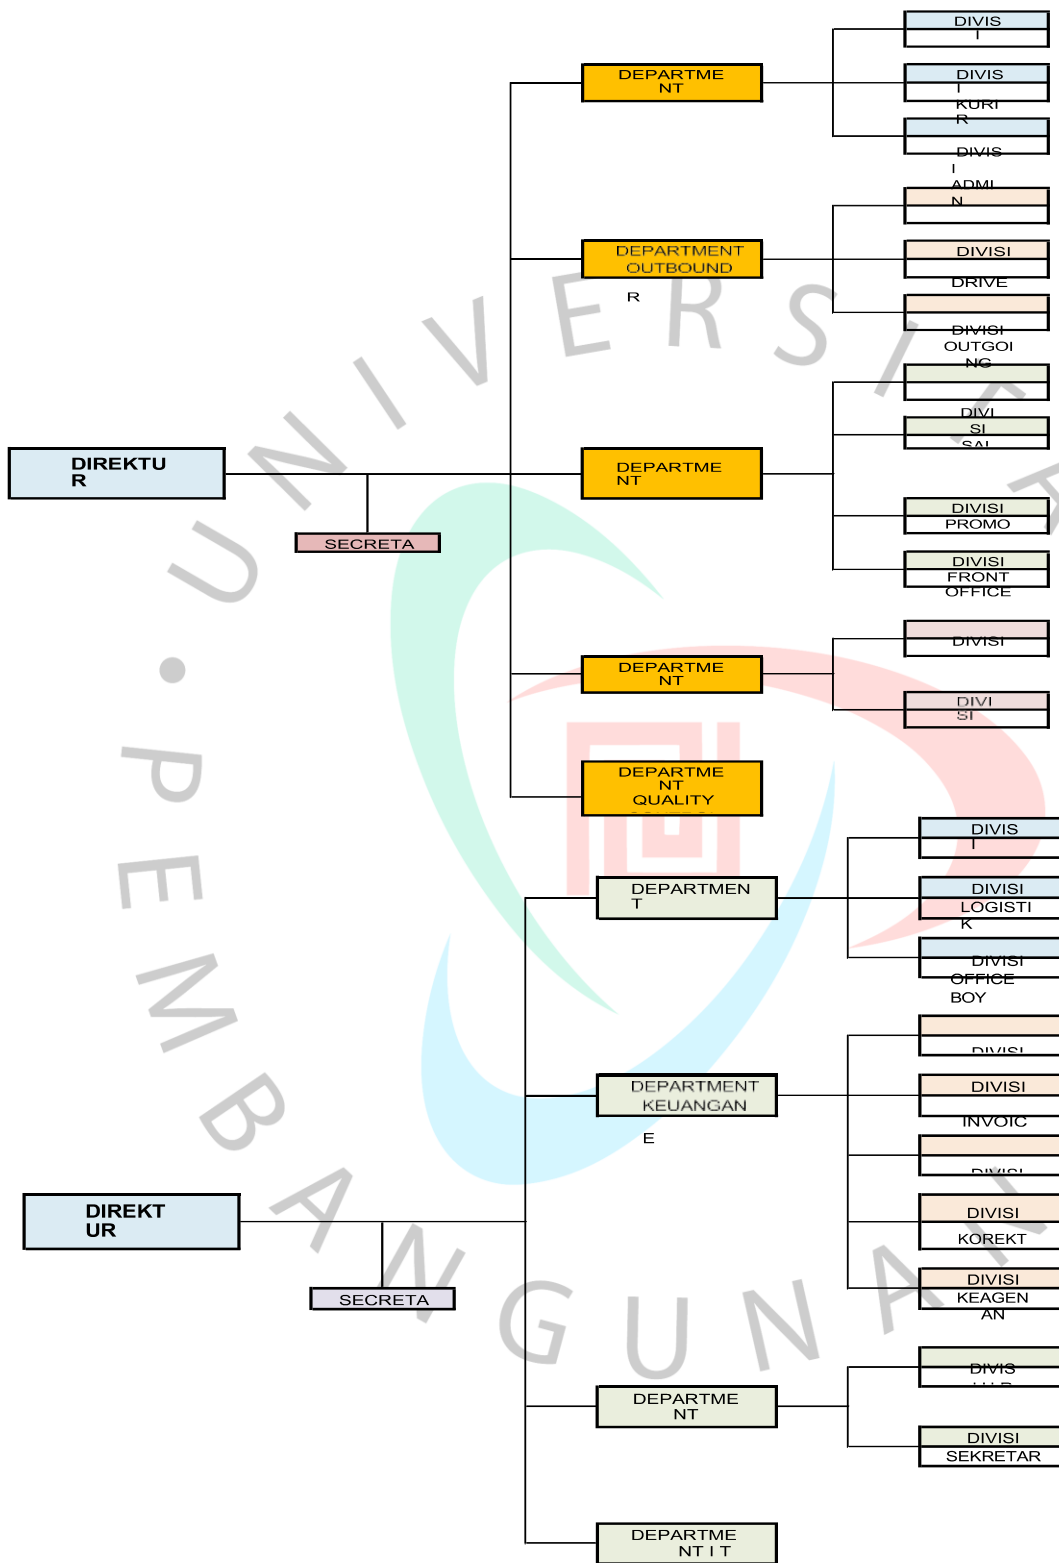 DIVIS
I
DEPARTME
NT
DIVIS
I
KURI
R
DIVIS
I
ADMI
N
DEPARTMENT
OUTBOUND
R
DIVISI
DRIVE
DIVISI
OUTGOI
NG
DIVI
SI
SAL
DIREKTU
R
DEPARTME
NT
SECRETA
DIVISI
PROMO
DIVISI
FRONT
OFFICE
DIVISI
DEPARTME
NT
DIVI
SI
DEPARTME
NT
QUALITY
DIVIS
I
DEPARTMEN
T
DIVISI
LOGISTI
K
DIVISI
OFFICE
BOY
DIVISI
DEPARTMENT
KEUANGAN
E
DIVISI
INVOIC
DIVISI
DIREKT
UR
DIVISI
KOREKT
SECRETA
DIVISI
KEAGEN
AN
DIVIS
DEPARTME
NT
DIVISI
SEKRETAR
DEPARTME
NT I T
UNIVERSITA
PEMBANGUNAN